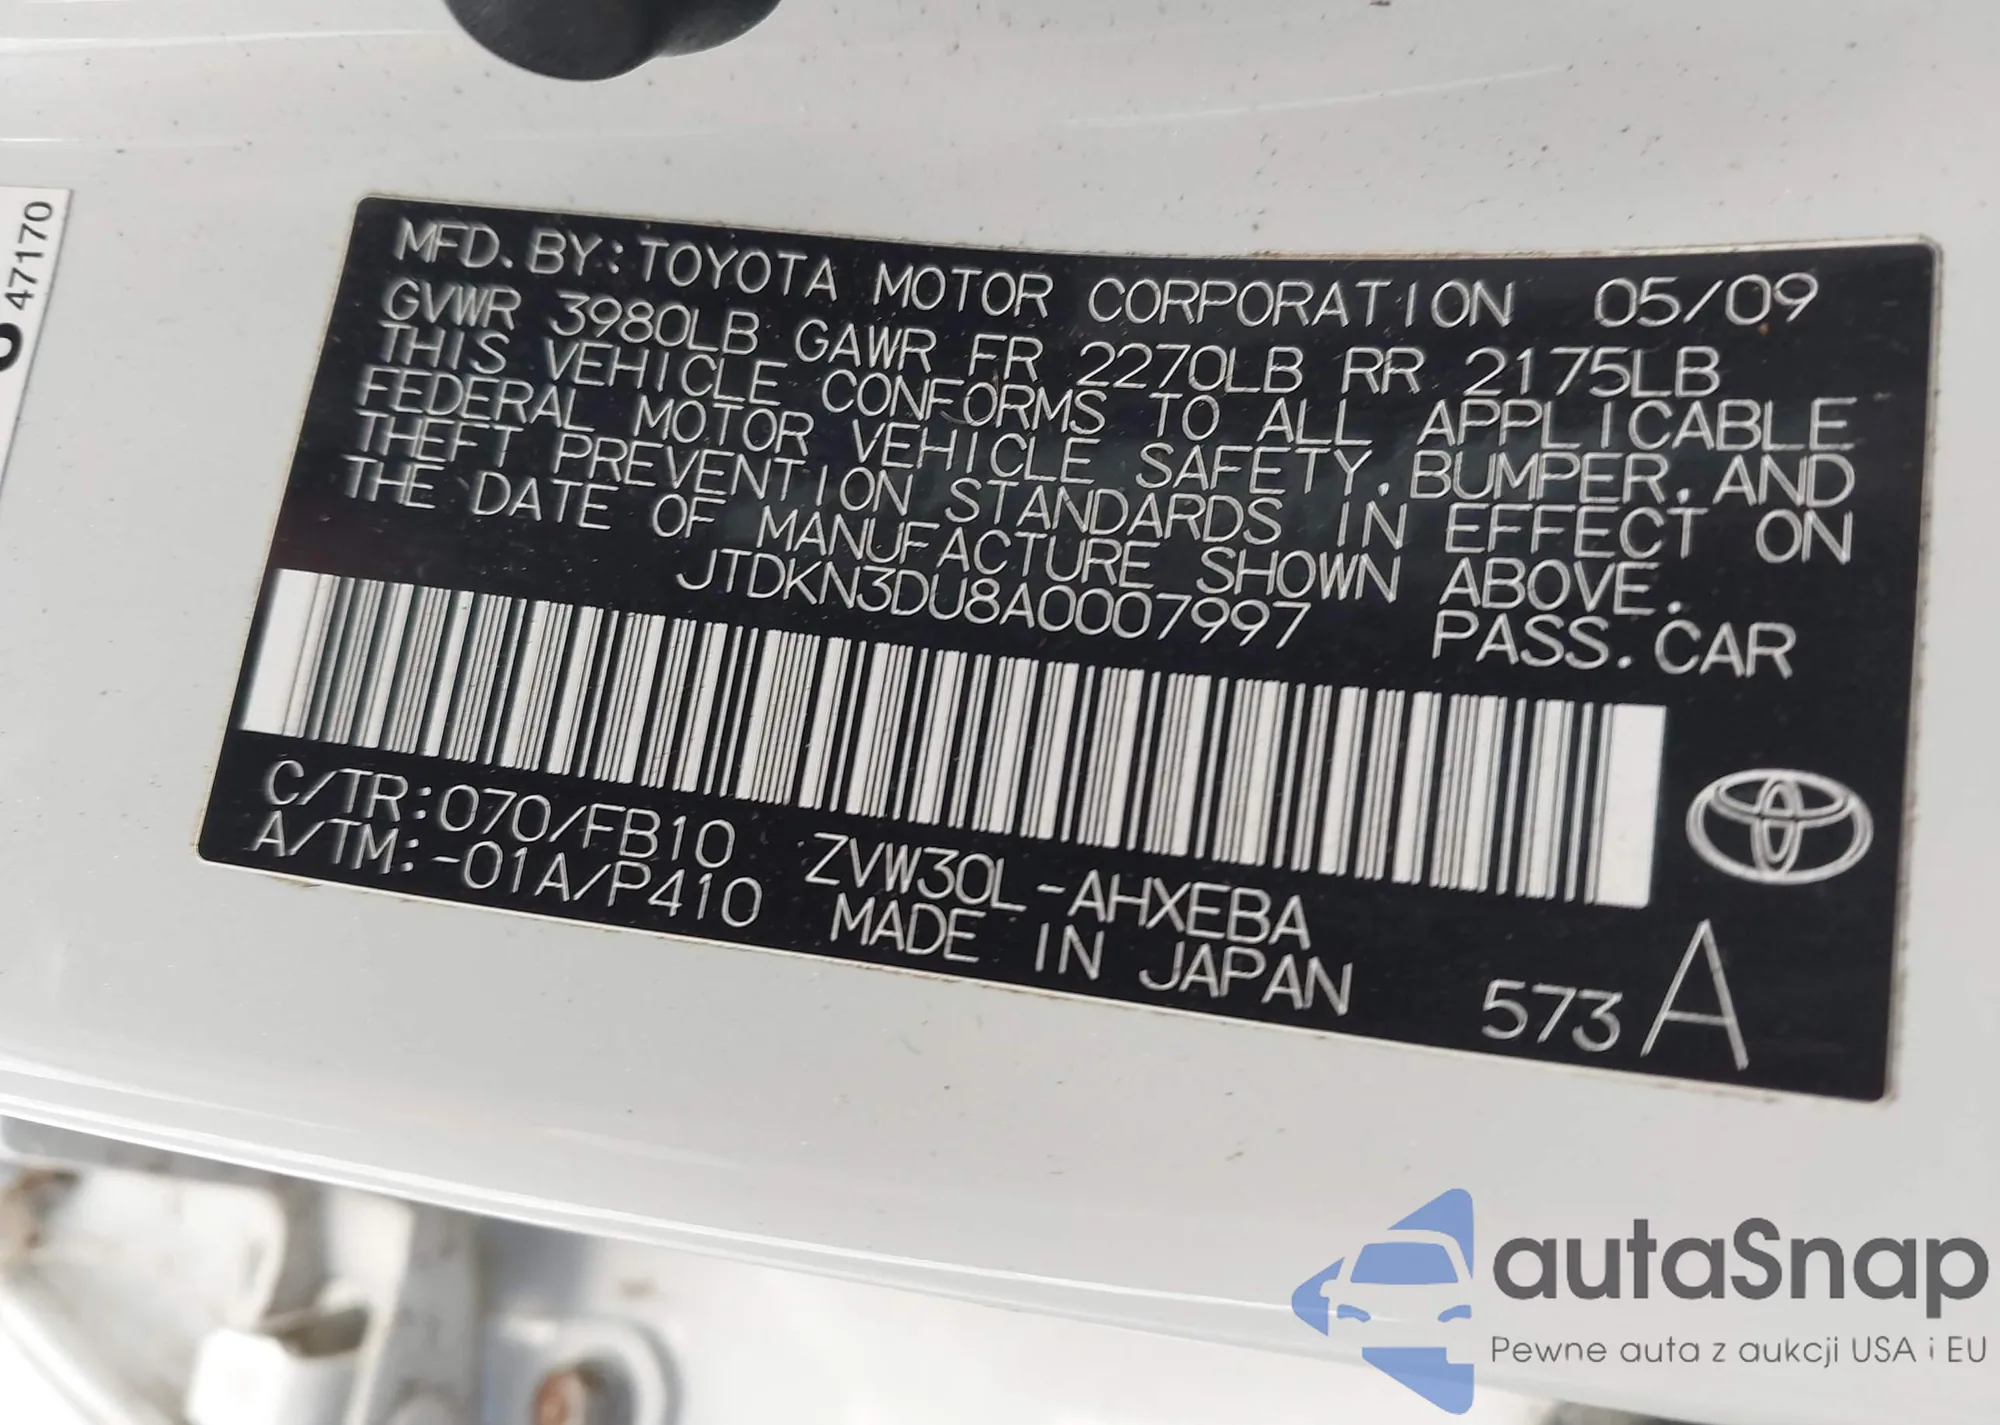 47170
MFD. BY: TOYOTA MOTOR CORPORATION 05/09
GVWR 3980LB GAWR FR 2270LB RR 2175LB
THIS VEHICLE CONFORMS TO ALL APPLICABLE
FEDERAL MOTOR VEHICLE SAFETY, BUMPER, AND
THEFT PREVENTION STANDARDS IN EFFECT ON
THE DATE OF MANUFACTURE SHOWN ABOVE.
JTDKN3DU8A0007997 PASS. CAR
C/TR:070/FB10 ZVW30L-AHXEBA
A/TM:-01A/P410 MADE IN JAPAN 573 A
autaSnap
Pewne auta z aukcji USA i EU